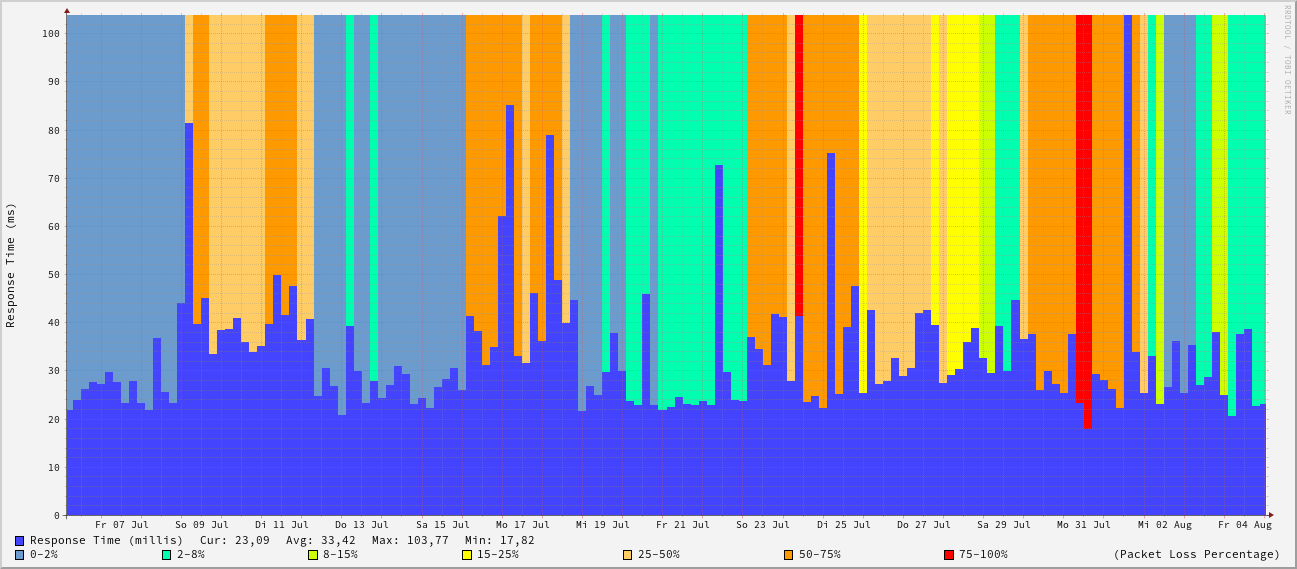 RRDTOOL / TOBI OETIKER
Response Time (ms)
100
90
80
70
60
50
40
30
20
10
0
Fr 07 Jul So 09 Jul Di 11 Jul Do 13 Jul Sa 15 Jul Mo 17 Jul Mi 19 Jul Fr 21 Jul So 23 Jul Di 25 Jul Do 27 Jul Sa 29 Jul Mo 31 Jul Mi 02 Aug Fr 04 Aug
Response Time (millis) Cur: 23,09 Avg: 33,42 Max: 103,77 Min: 17,82
0-2% 2-8% 8-15% 15-25% 25-50% 50-75% 75-100% (Packet Loss Percentage)